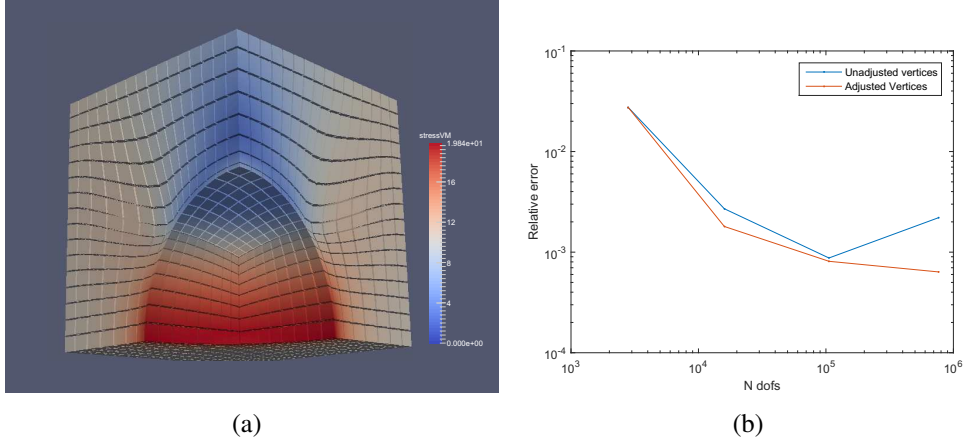 stressVM
1.984e+01
16
12
8
4
0.000e+00
(a)
10^-1
10^-2
10^-3
10^-4
Relative error
Unadjusted vertices
Adjusted Vertices
10^3
10^4
10^5
10^6
N dofs
(b)